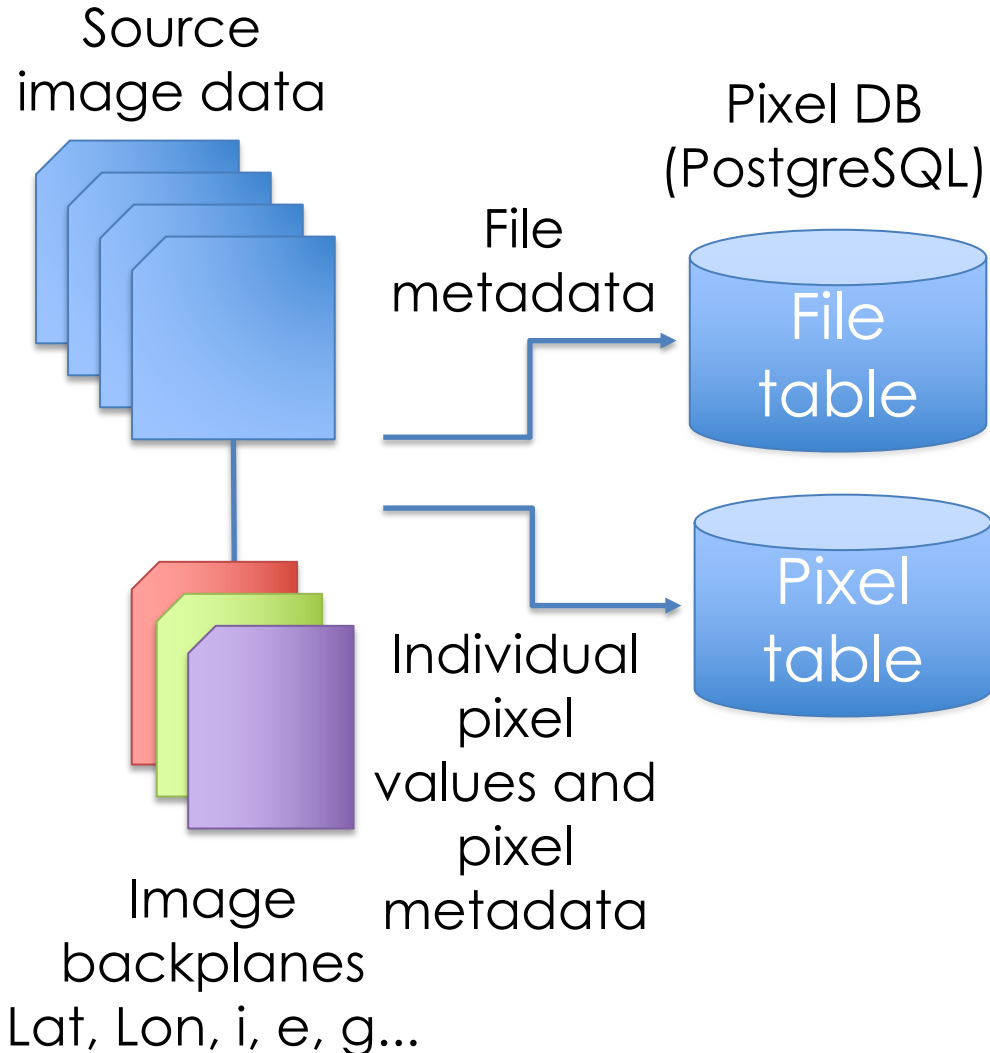 Source
image data
Pixel DB
(PostgreSQL)
File
metadata
File
table
Pixel
table
Individual
pixel
values and
pixel
metadata
Image
backplanes
Lat, Lon, i, e, g...